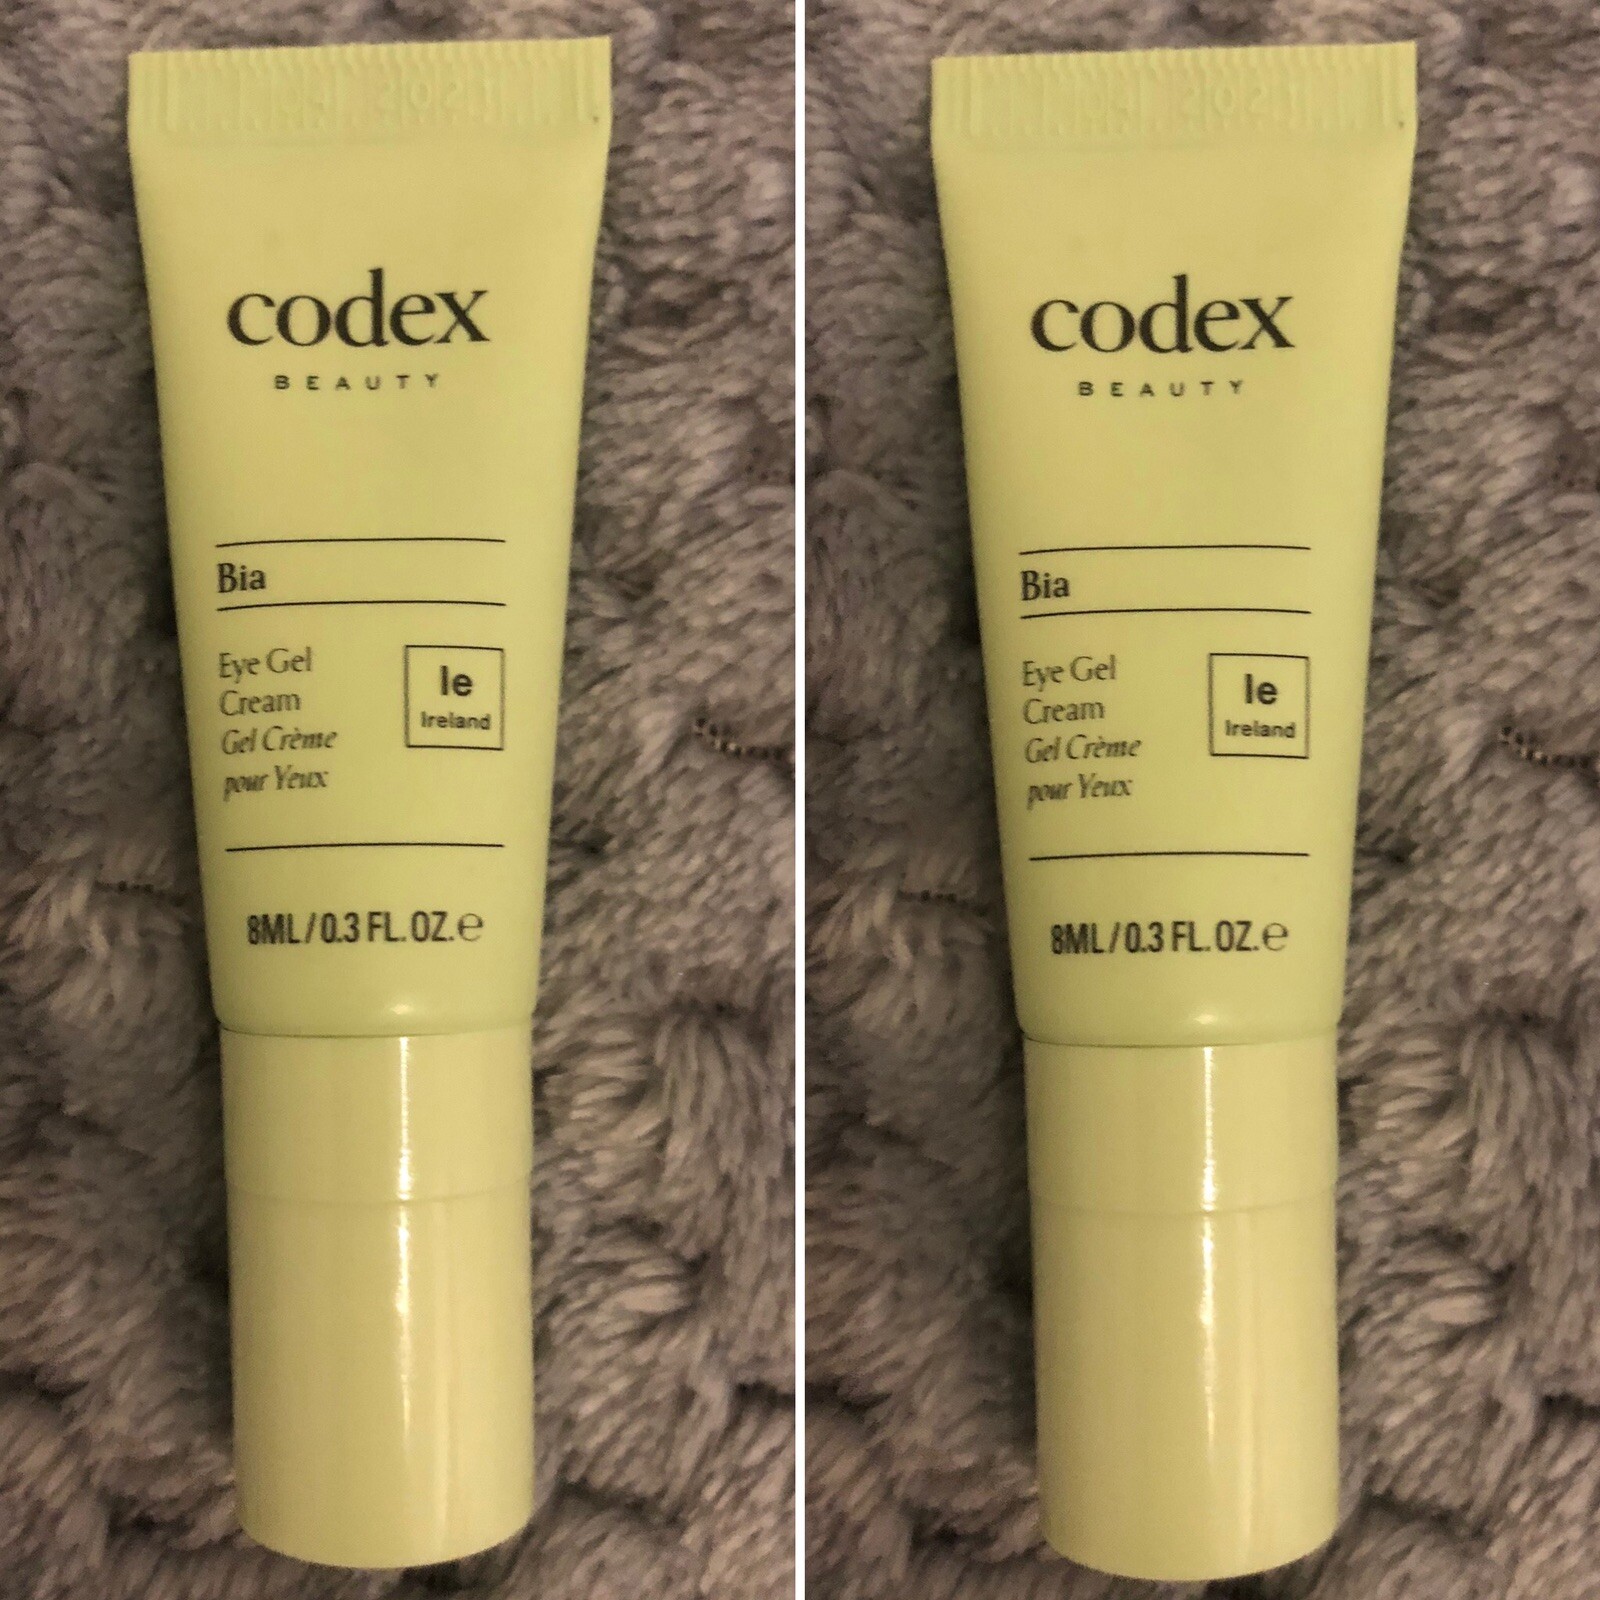 codex
BEAUTY
Bia
Eye Gel
Cream
Gel Crème
pour Yeux
Ie
Ireland
8ML/0.3 FL.OZ.℮
codex
BEAUTY
Bia
Eye Gel
Cream
Gel Crème
pour Yeux
Ie
Ireland
8ML/0.3 FL.OZ.℮